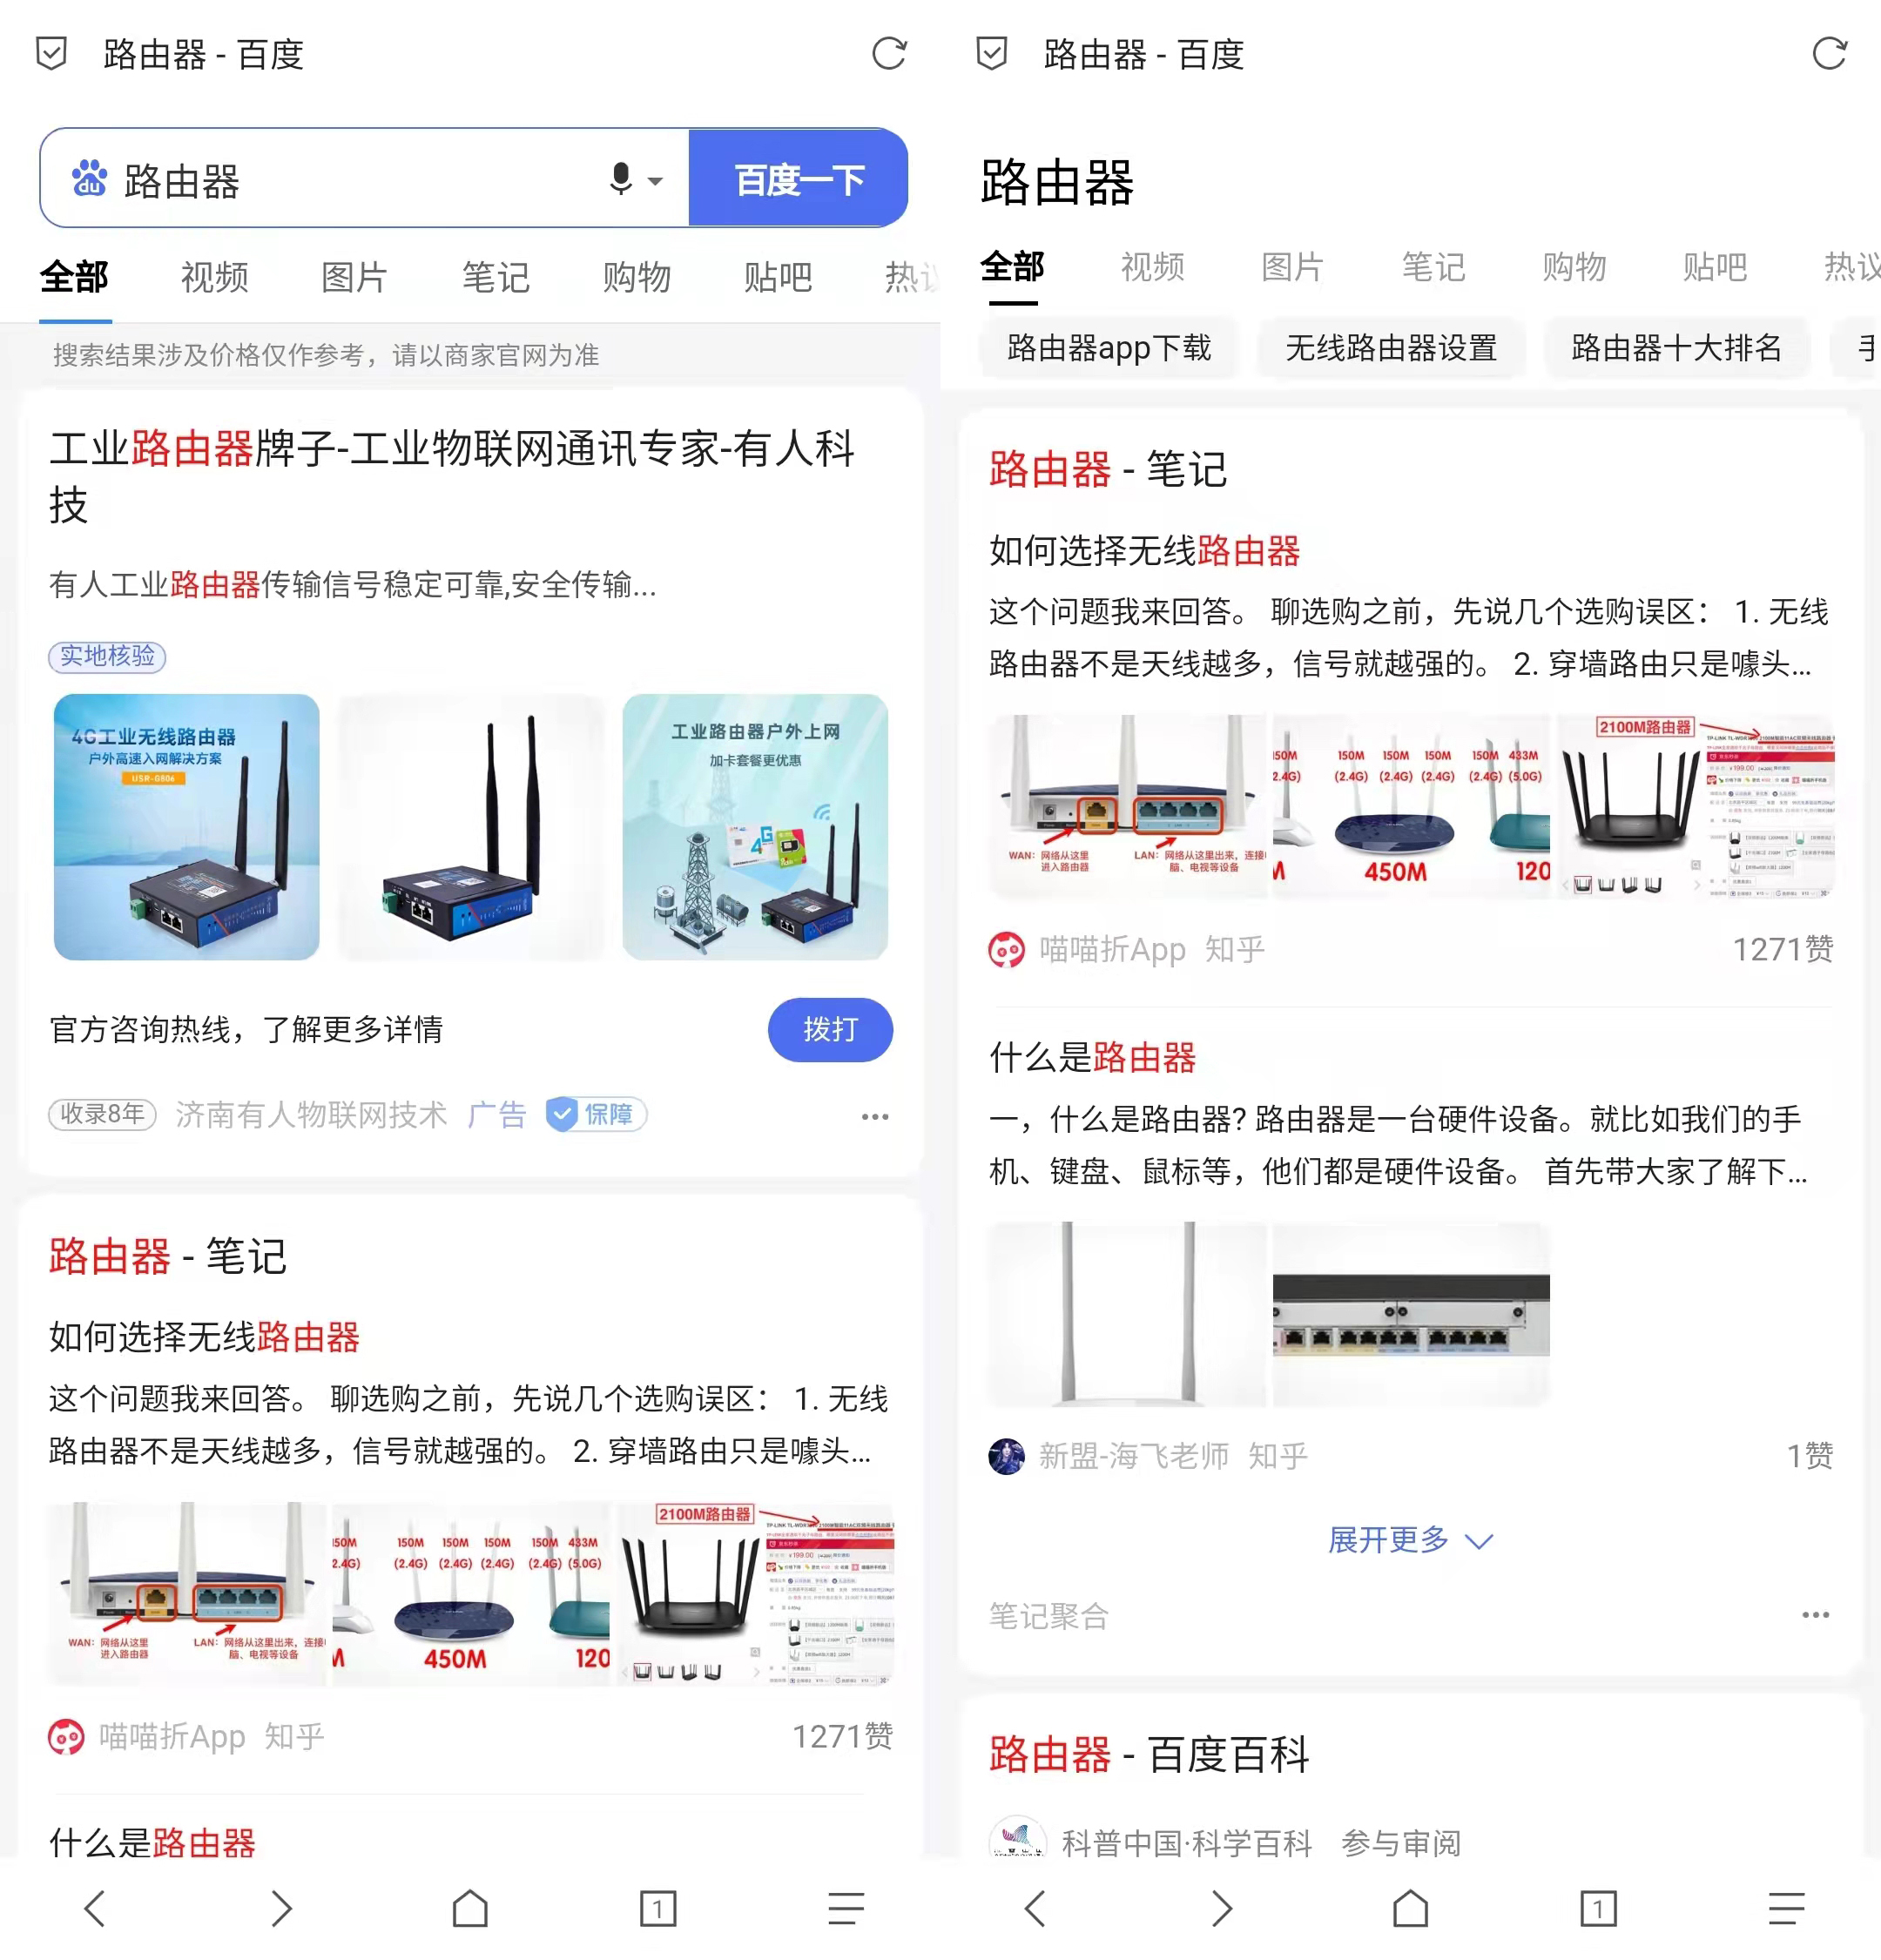 路由器 - 百度
du 路由器 百度一下
全部 视频 图片 笔记 购物 贴吧 热议
搜索结果涉及价格仅作参考，请以商家官网为准
工业路由器牌子-工业物联网通讯专家-有人科
技
有人工业路由器传输信号稳定可靠,安全传输...
实地核验
4G工业无线路由器
户外高速入网解决方案
USR-G806
工业路由器户外上网
加卡套餐更优惠
4G
官方咨询热线，了解更多详情
拨打
收录8年 济南有人物联网技术 广告 保障
路由器 - 笔记
如何选择无线路由器
这个问题我来回答。 聊选购之前，先说几个选购误区： 1. 无线
路由器不是天线越多，信号就越强的。 2. 穿墙路由只是噱头...
WAN：网络从这里
进入路由器
LAN：网络从这里出来，连接
脑、电视等设备
150M 150M 150M 150M 150M 433M
(2.4G) (2.4G) (2.4G) (2.4G) (2.4G) (5.0G)
M 450M 120
2100M路由器
喵喵折App 知乎 1271赞
什么是路由器
1
路由器 - 百度
路由器
全部 视频 图片 笔记 购物 贴吧 热议
路由器app下载 无线路由器设置 路由器十大排名 手
路由器 - 笔记
如何选择无线路由器
这个问题我来回答。 聊选购之前，先说几个选购误区： 1. 无线
路由器不是天线越多，信号就越强的。 2. 穿墙路由只是噱头...
WAN：网络从这里
进入路由器
LAN：网络从这里出来，连接
脑、电视等设备
150M 150M 150M 150M 150M 433M
(2.4G) (2.4G) (2.4G) (2.4G) (2.4G) (5.0G)
M 450M 120
2100M路由器
喵喵折App 知乎 1271赞
什么是路由器
一，什么是路由器? 路由器是一台硬件设备。就比如我们的手
机、键盘、鼠标等，他们都是硬件设备。 首先带大家了解下...
新盟-海飞老师 知乎 1赞
展开更多
笔记聚合
路由器 - 百度百科
科普中国·科学百科 参与审阅
1